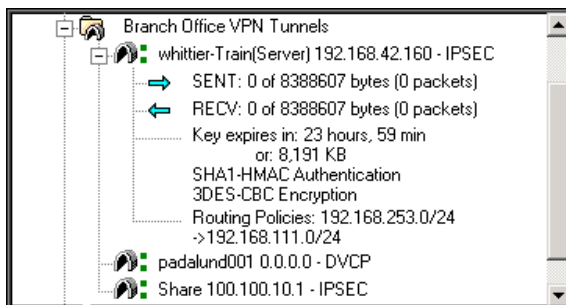 Branch Office VPN Tunnels
whittier-Train(Server) 192.168.42.160 - IPSEC
SENT: 0 of 8388607 bytes (0 packets)
RECV: 0 of 8388607 bytes (0 packets)
Key expires in: 23 hours, 59 min
or: 8,191 KB
SHA1-HMAC Authentication
3DES-CBC Encryption
Routing Policies: 192.168.253.0/24
->192.168.111.0/24
padalund001 0.0.0.0 - DVCP
Share 100.100.10.1 - IPSEC